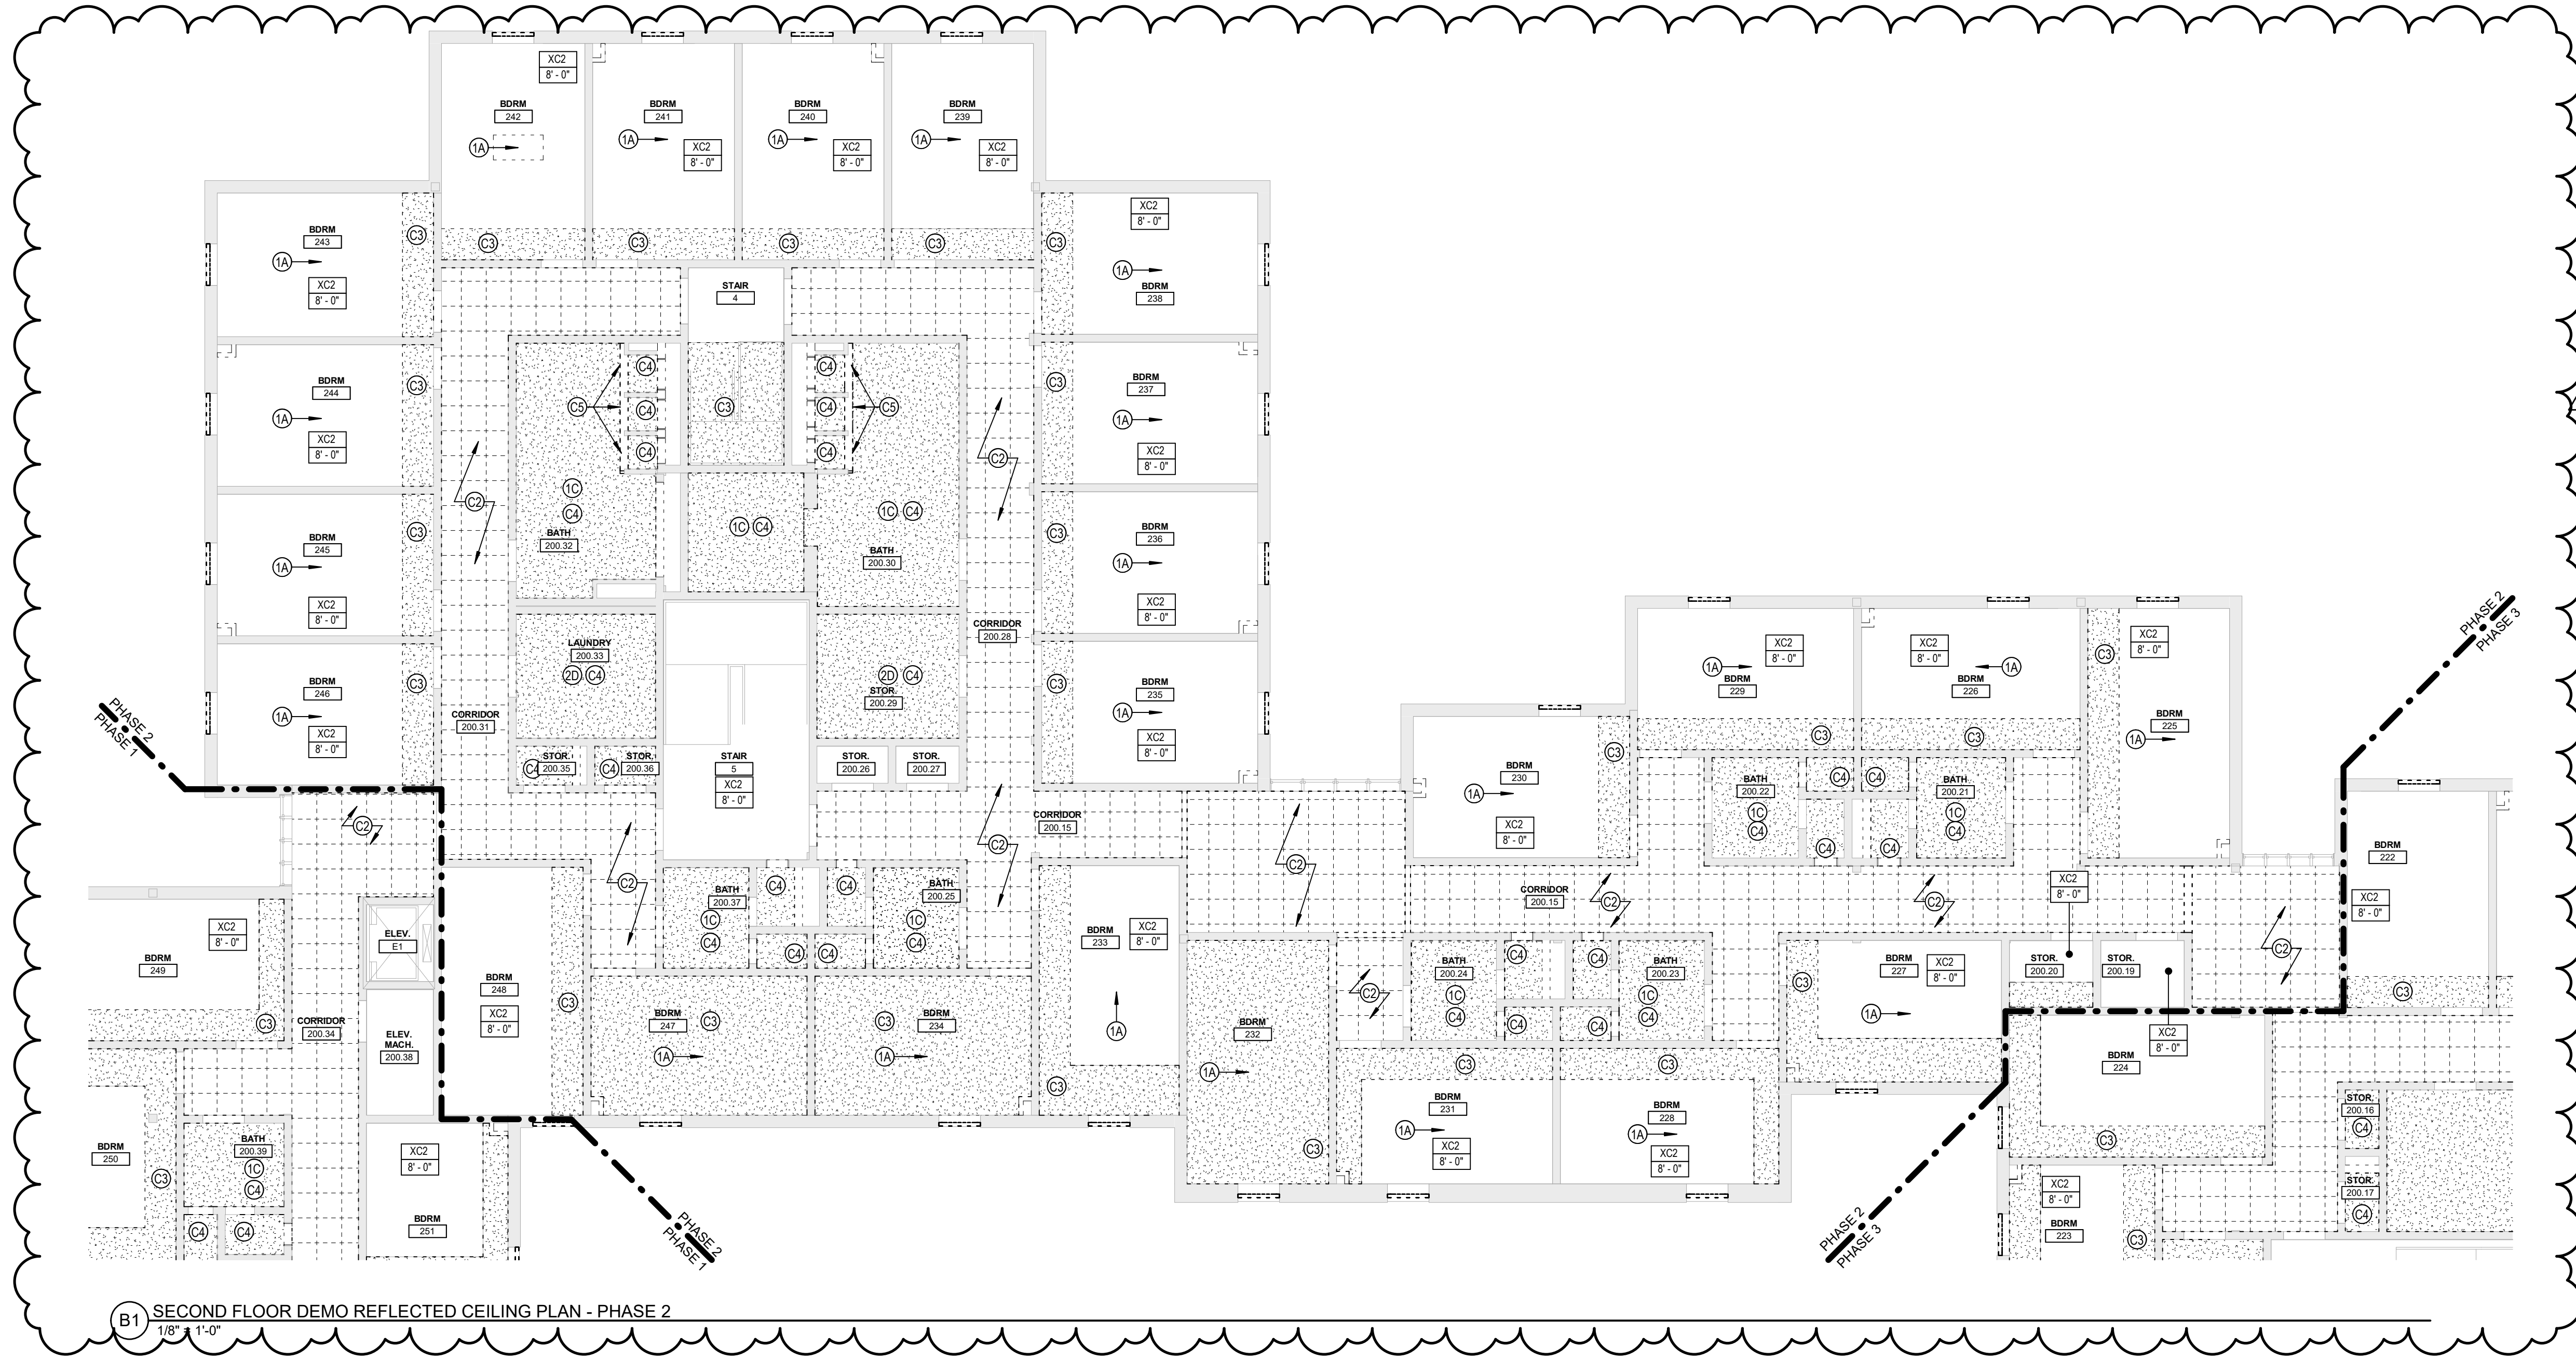 XC2
8' - 0"
BDRM
242
1A
BDRM
241
1A
XC2
8' - 0"
BDRM
240
1A
XC2
8' - 0"
BDRM
239
1A
XC2
8' - 0"
C3
C3
C3
C3
BDRM
243
1A
XC2
8' - 0"
C3
BDRM
244
1A
XC2
8' - 0"
C3
BDRM
245
1A
XC2
8' - 0"
C3
BDRM
246
1A
XC2
8' - 0"
C3
STAIR
4
C3
C4
C4
C4
C5
C4
C4
C4
C5
C2
C2
1C
C4
BATH
200.32
1C
C4
1C
C4
BATH
200.30
LAUNDRY
200.33
2D
C4
2D
C4
STOR.
200.29
CORRIDOR
200.28
CORRIDOR
200.31
STOR.
200.35
C4
STOR.
200.36
C4
STAIR
5
XC2
8' - 0"
STOR.
200.26
STOR.
200.27
XC2
8' - 0"
C3
1A
BDRM
238
C3
BDRM
237
1A
XC2
8' - 0"
C3
BDRM
236
1A
XC2
8' - 0"
C3
BDRM
235
1A
XC2
8' - 0"
PHASE 2
PHASE 1
C2
C2
C2
CORRIDOR
200.15
C2
BDRM
230
1A
XC2
8' - 0"
C3
XC2
8' - 0"
1A
BDRM
229
C3
XC2
8' - 0"
1A
BDRM
226
C3
C3
XC2
8' - 0"
BDRM
225
1A
PHASE 2
PHASE 3
BATH
200.22
1C
C4
C4
C4
C4
C4
BATH
200.21
1C
C4
BDRM
222
XC2
8' - 0"
C3
CORRIDOR
200.15
C2
C2
XC2
8' - 0"
C2
XC2
8' - 0"
BDRM
249
C3
ELEV.
E1
CORRIDOR
200.34
ELEV.
MACH.
200.38
BDRM
248
XC2
8' - 0"
C3
BATH
200.37
1C
C4
C4
C4
C4
C4
BATH
200.25
1C
C4
BDRM
247
C3
1A
C3
BDRM
234
1A
BDRM
233
XC2
8' - 0"
1A
C3
BDRM
232
1A
C3
C2
BATH
200.24
1C
C4
C4
C4
C4
C4
BATH
200.23
1C
C4
C3
BDRM
231
1A
XC2
8' - 0"
C3
BDRM
228
1A
XC2
8' - 0"
C3
BDRM
227
XC2
8' - 0"
1A
STOR.
200.20
STOR.
200.19
XC2
8' - 0"
BDRM
224
C3
BDRM
250
C3
BATH
200.39
1C
C4
C4
C4
XC2
8' - 0"
BDRM
251
PHASE 2
PHASE 1
PHASE 2
PHASE 3
XC2
8' - 0"
BDRM
223
C3
STOR.
200.16
C4
STOR.
200.17
C4
B1
SECOND FLOOR DEMO REFLECTED CEILING PLAN - PHASE 2
1/8" = 1'-0"